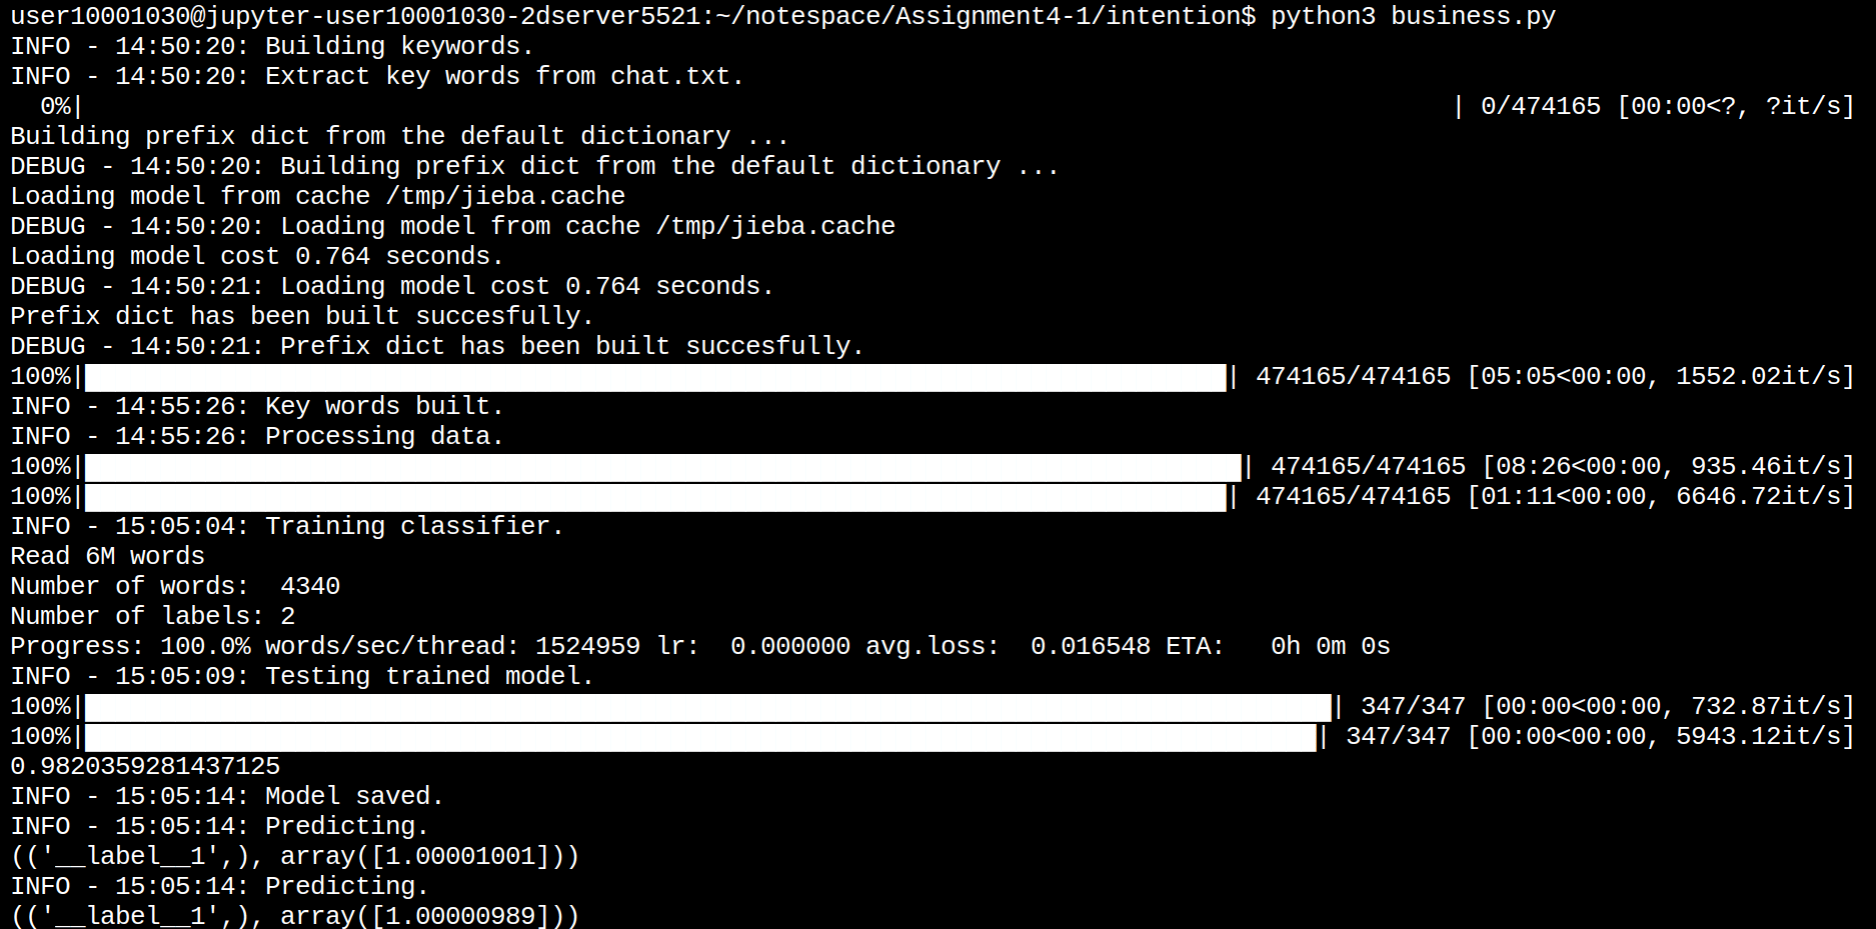 user10001030@jupyter-user10001030-2dserver5521:~/notespace/Assignment4-1/intention$ python3 business.py
INFO - 14:50:20: Building keywords.
INFO - 14:50:20: Extract key words from chat.txt.
  0%|                                                                                           | 0/474165 [00:00<?, ?it/s]
Building prefix dict from the default dictionary ...
DEBUG - 14:50:20: Building prefix dict from the default dictionary ...
Loading model from cache /tmp/jieba.cache
DEBUG - 14:50:20: Loading model from cache /tmp/jieba.cache
Loading model cost 0.764 seconds.
DEBUG - 14:50:21: Loading model cost 0.764 seconds.
Prefix dict has been built succesfully.
DEBUG - 14:50:21: Prefix dict has been built succesfully.
100%|████████████████████████████████████████████████████████████████████████████| 474165/474165 [05:05<00:00, 1552.02it/s]
INFO - 14:55:26: Key words built.
INFO - 14:55:26: Processing data.
100%|█████████████████████████████████████████████████████████████████████████████| 474165/474165 [08:26<00:00, 935.46it/s]
100%|████████████████████████████████████████████████████████████████████████████| 474165/474165 [01:11<00:00, 6646.72it/s]
INFO - 15:05:04: Training classifier.
Read 6M words
Number of words:  4340
Number of labels: 2
Progress: 100.0% words/sec/thread: 1524959 lr:  0.000000 avg.loss:  0.016548 ETA:   0h 0m 0s
INFO - 15:05:09: Testing trained model.
100%|███████████████████████████████████████████████████████████████████████████████████| 347/347 [00:00<00:00, 732.87it/s]
100%|██████████████████████████████████████████████████████████████████████████████████| 347/347 [00:00<00:00, 5943.12it/s]
0.9820359281437125
INFO - 15:05:14: Model saved.
INFO - 15:05:14: Predicting.
(('__label__1',), array([1.00001001]))
INFO - 15:05:14: Predicting.
(('__label__1',), array([1.00000989]))